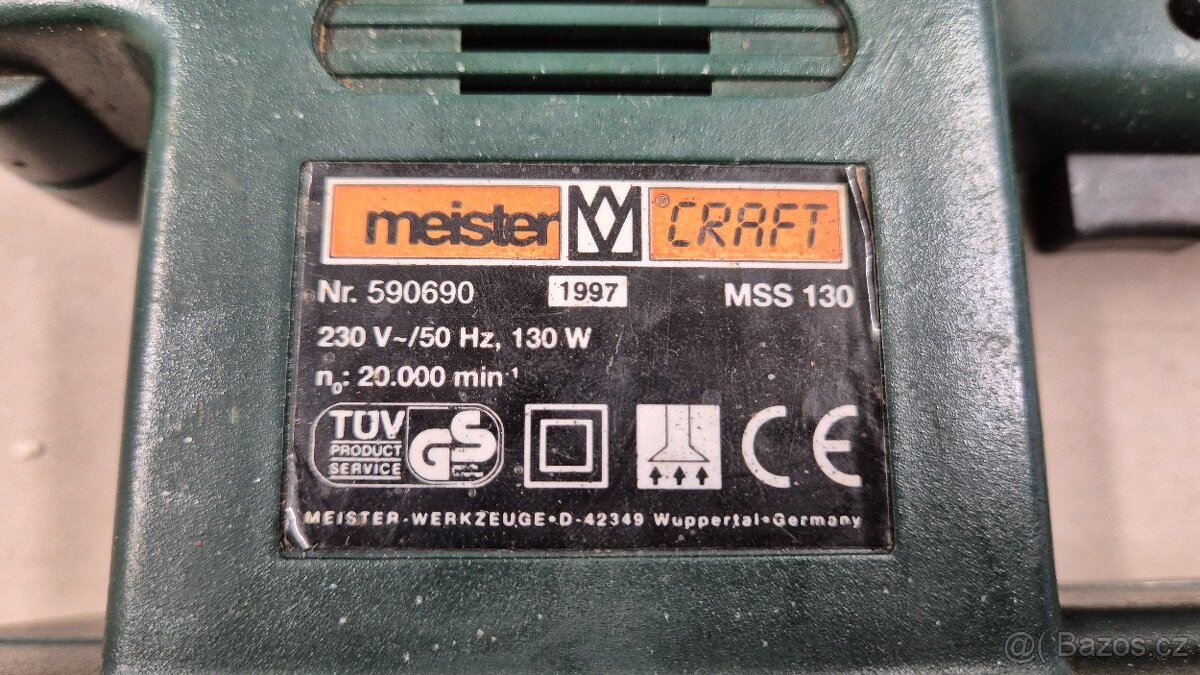 meister ® CRAFT
Nr. 590690 1997 MSS 130
230 V~/50 Hz, 130 W
n₀: 20.000 min⁻¹
TÜV
PRODUCT
SERVICE
GS
CE
MEISTER-WERKZEUGE•D-42349 Wuppertal•Germany
@( Bazos.cz